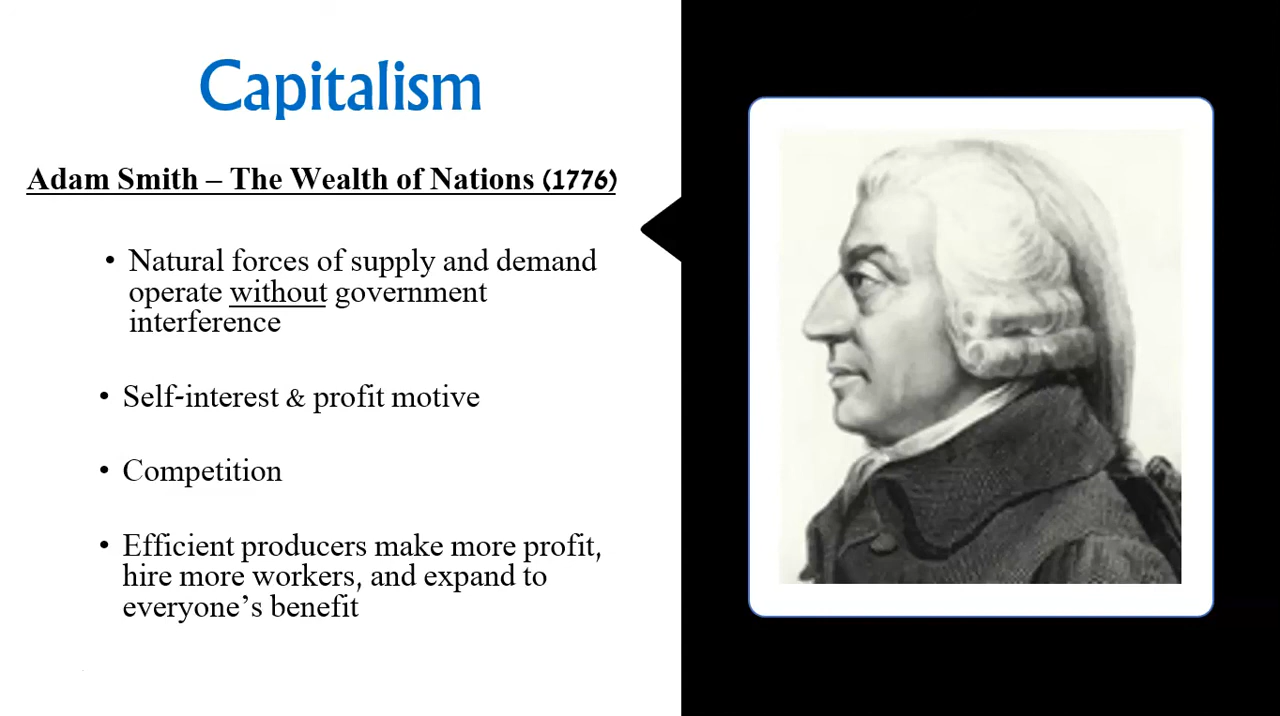 Capitalism
Adam Smith – The Wealth of Nations (1776)
• Natural forces of supply and demand
operate without government
interference
• Self-interest & profit motive
• Competition
• Efficient producers make more profit,
hire more workers, and expand to
everyone’s benefit